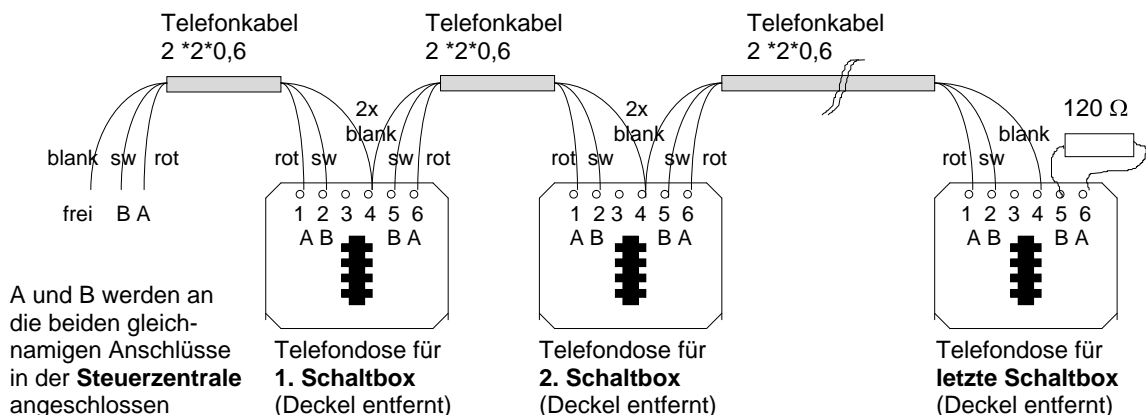 Telefonkabel
2 *2*0,6
Telefonkabel
2 *2*0,6
Telefonkabel
2 *2*0,6
blank sw rot
frei B A
rot sw
2x
blank
sw rot
1 2 3 4 5 6
A B B A
rot sw
2x
blank
sw rot
1 2 3 4 5 6
A B B A
rot sw
blank
120 Ω
1 2 3 4 5 6
A B B A
A und B werden an
die beiden gleich-
namigen Anschlüsse
in der Steuerzentrale
angeschlossen
Telefondose für
1. Schaltbox
(Deckel entfernt)
Telefondose für
2. Schaltbox
(Deckel entfernt)
Telefondose für
letzte Schaltbox
(Deckel entfernt)